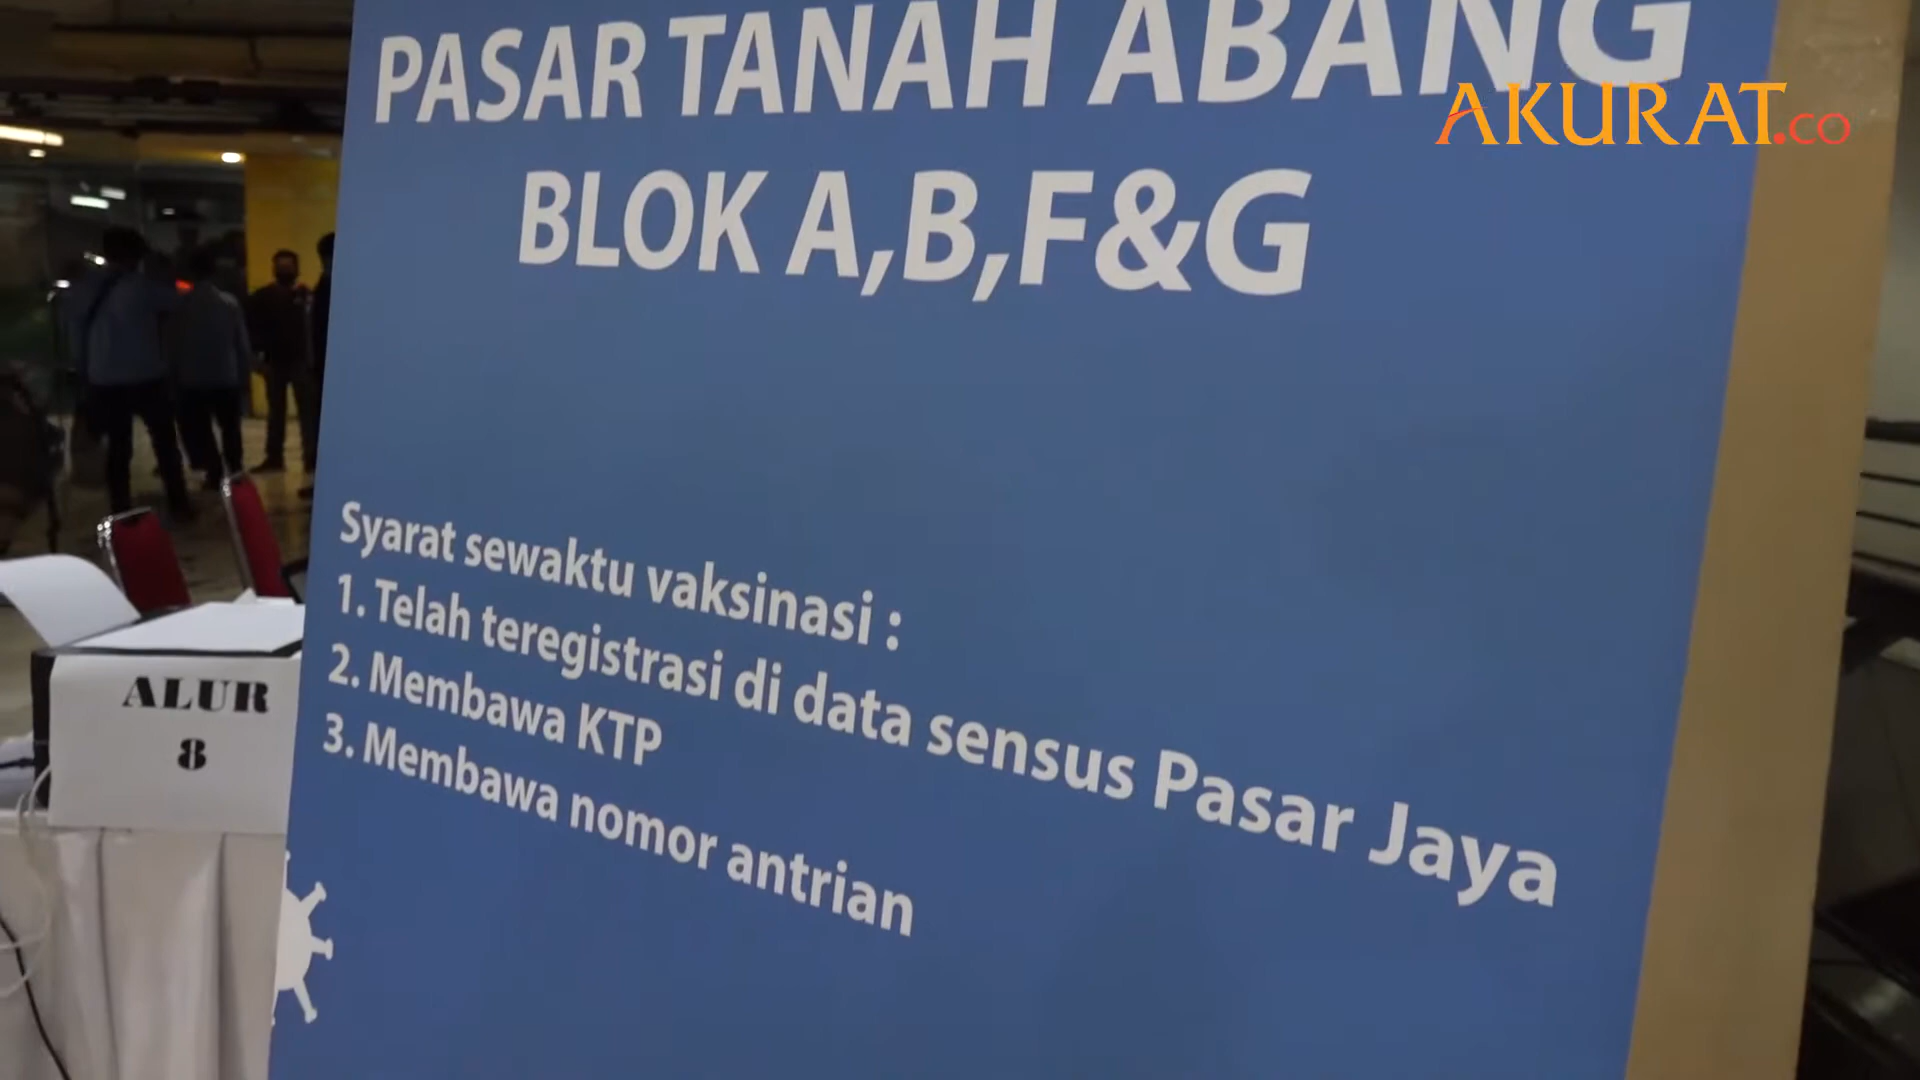 PASAR TANAH ABANG
AKURAT.co
BLOK A,B,F&G
Syarat sewaktu vaksinasi :
1. Telah teregistrasi di data sensus Pasar Jaya
2. Membawa KTP
3. Membawa nomor antrian
ALUR
8